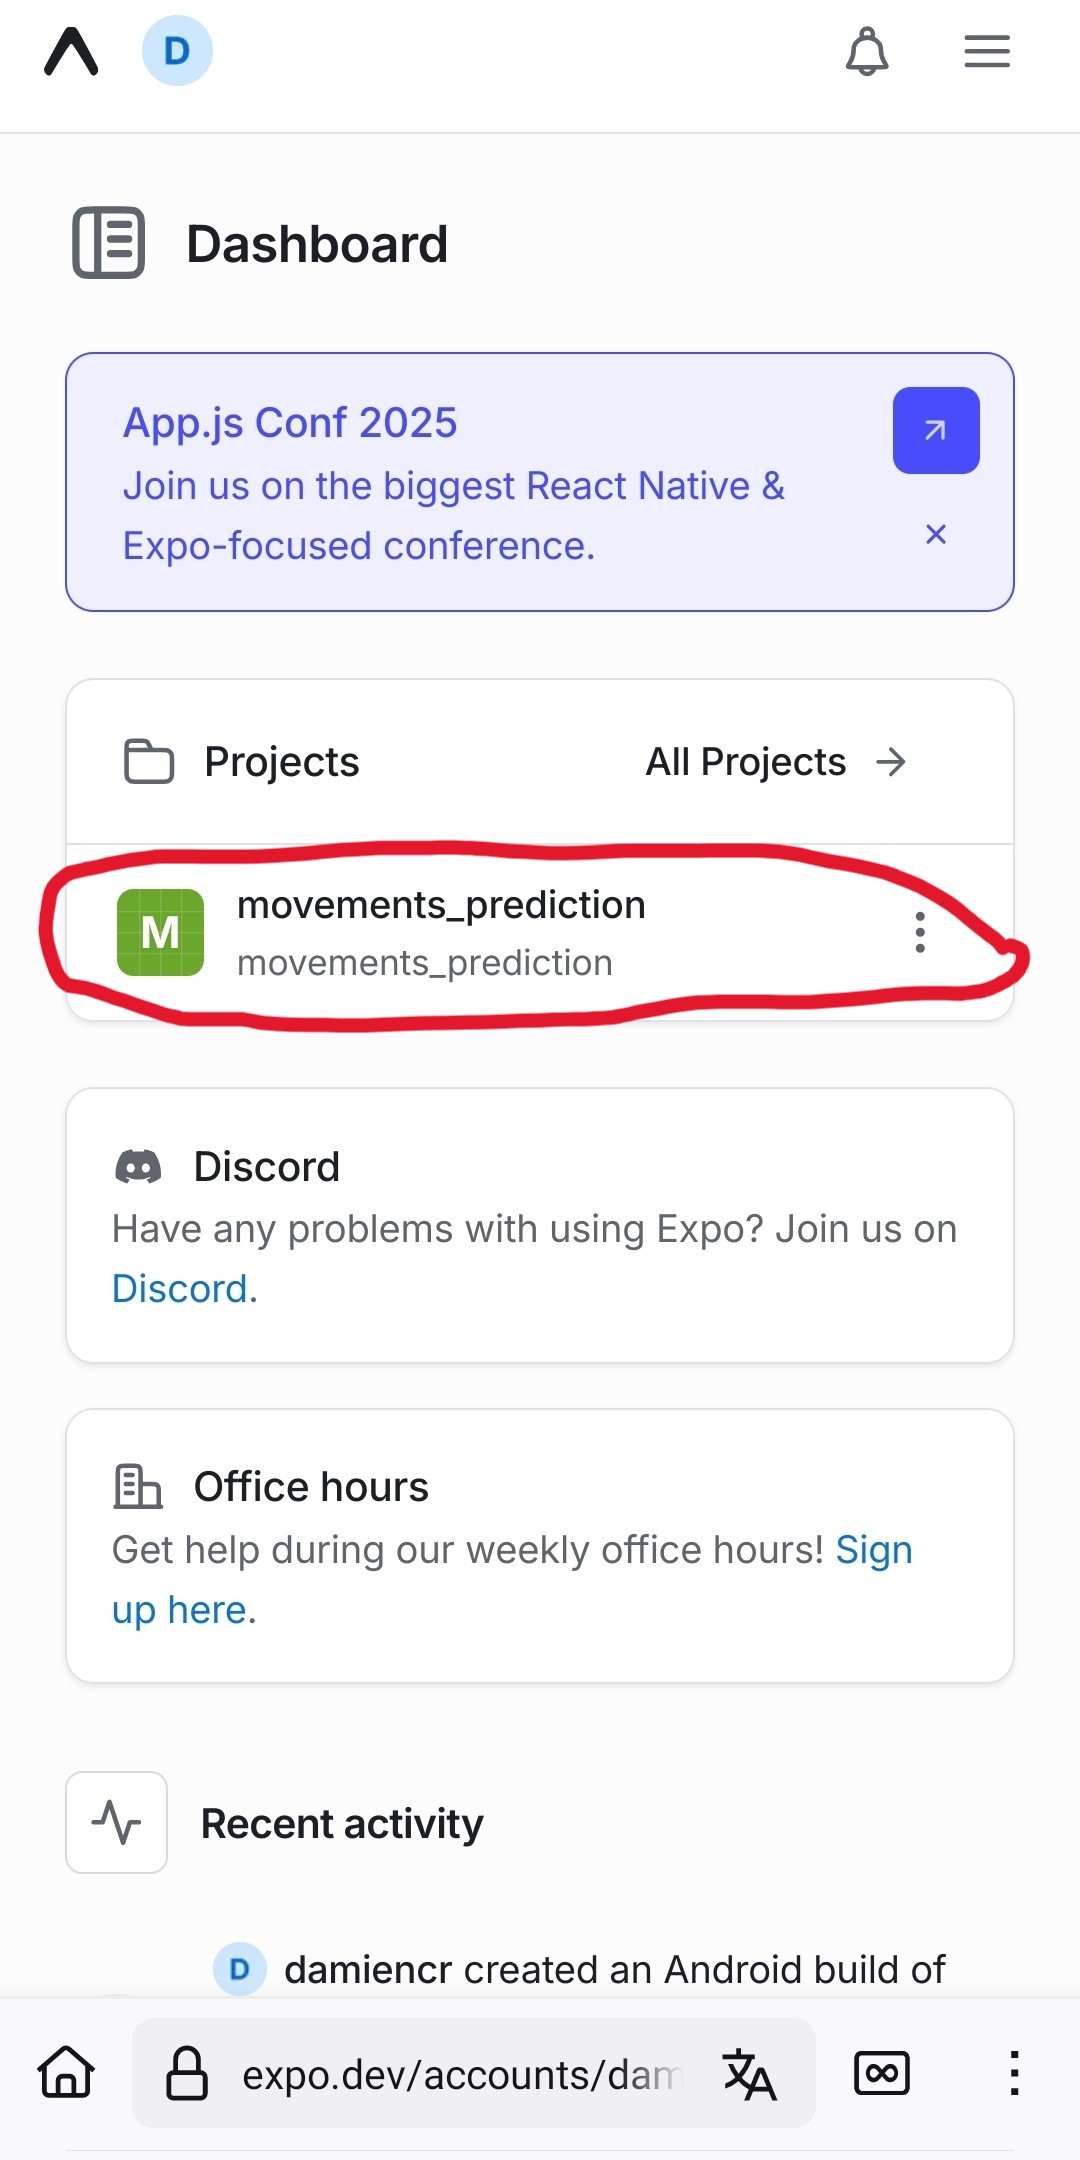 D
Dashboard
App.js Conf 2025
Join us on the biggest React Native &
Expo-focused conference.
Projects
All Projects
M
movements_prediction
movements_prediction
Discord
Have any problems with using Expo? Join us on
Discord.
Office hours
Get help during our weekly office hours! Sign
up here.
Recent activity
D damiencr created an Android build of
expo.dev/accounts/dam